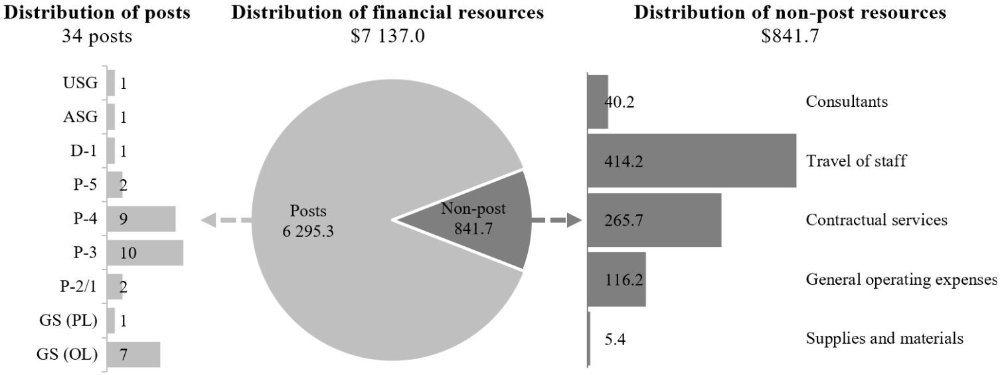 Distribution of posts
34 posts
USG 1
ASG 1
D-1 1
P-5 2
P-4 9
P-3 10
P-2/1 2
GS (PL) 1
GS (OL) 7
Distribution of financial resources
$7 137.0
Posts
6 295.3
Non-post
841.7
Distribution of non-post resources
$841.7
40.2 Consultants
414.2 Travel of staff
265.7 Contractual services
116.2 General operating expenses
5.4 Supplies and materials